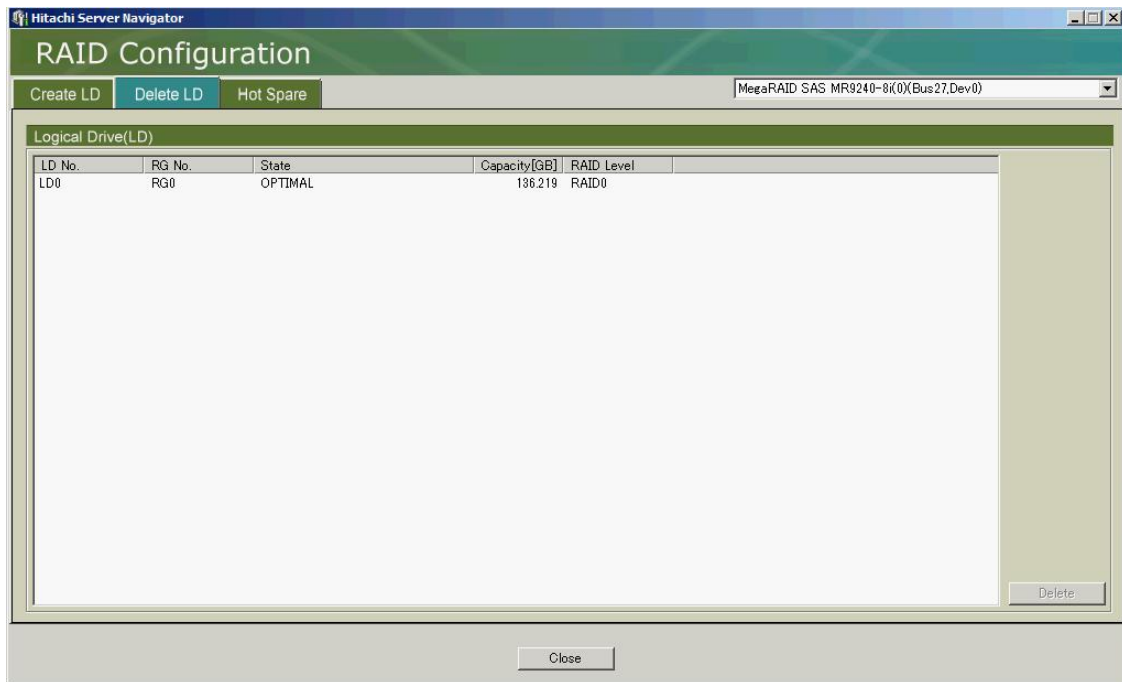 Hitachi Server Navigator
RAID Configuration
Create LD Delete LD Hot Spare MegaRAID SAS MR9240-8i(0)(Bus27,Dev0)
Logical Drive(LD)
LD No. RG No. State Capacity[GB] RAID Level
LD0 RG0 OPTIMAL 136.219 RAID0
Delete
Close